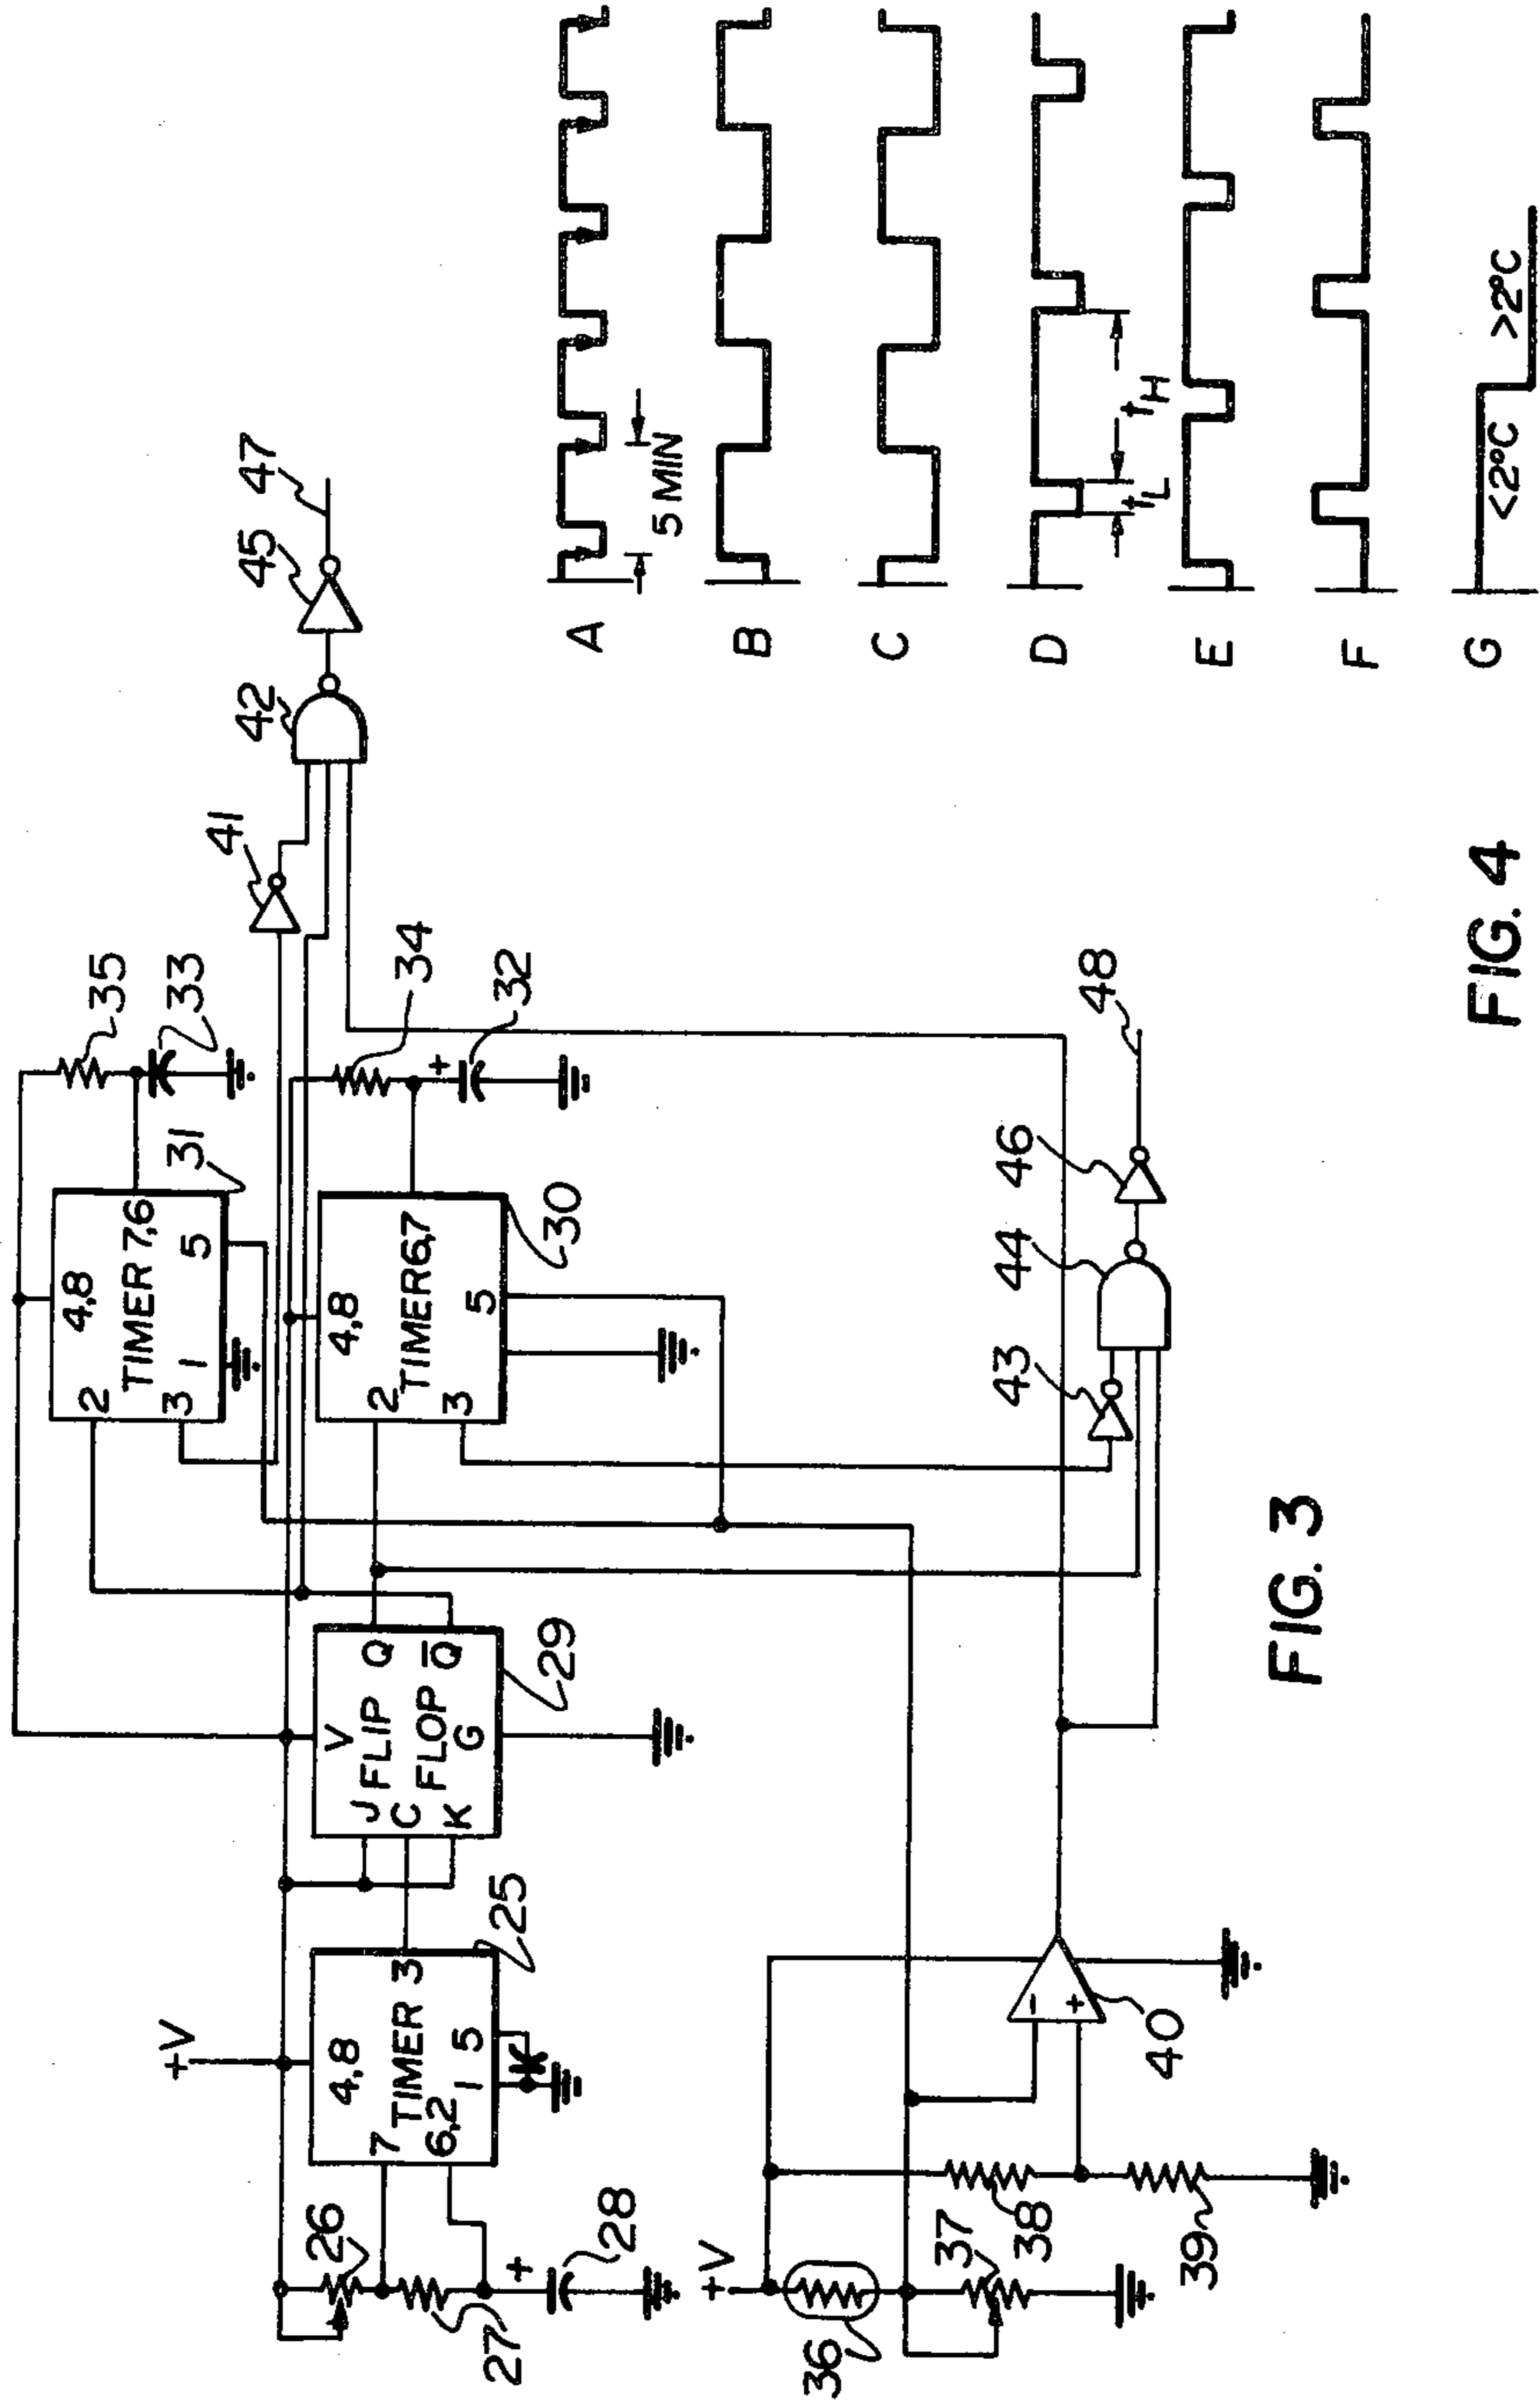 +V
26
27
28
7
4,8
TIMER 3
6,2
1 5
25
J
C
K
V
FLIP
FLOP
G
Q
Q̅
29
2
4,8
TIMER 7,6
3
1
5
31
35
33
2
4,8
TIMER 6,7
3
5
30
34
+
32
+
41
42
45
47
+V
36
37
38
39
−
+
40
43
44
46
48
FIG. 3
A
5 MIN
B
C
D
tL
tH
E
F
G
<2°C
>2°C
FIG. 4